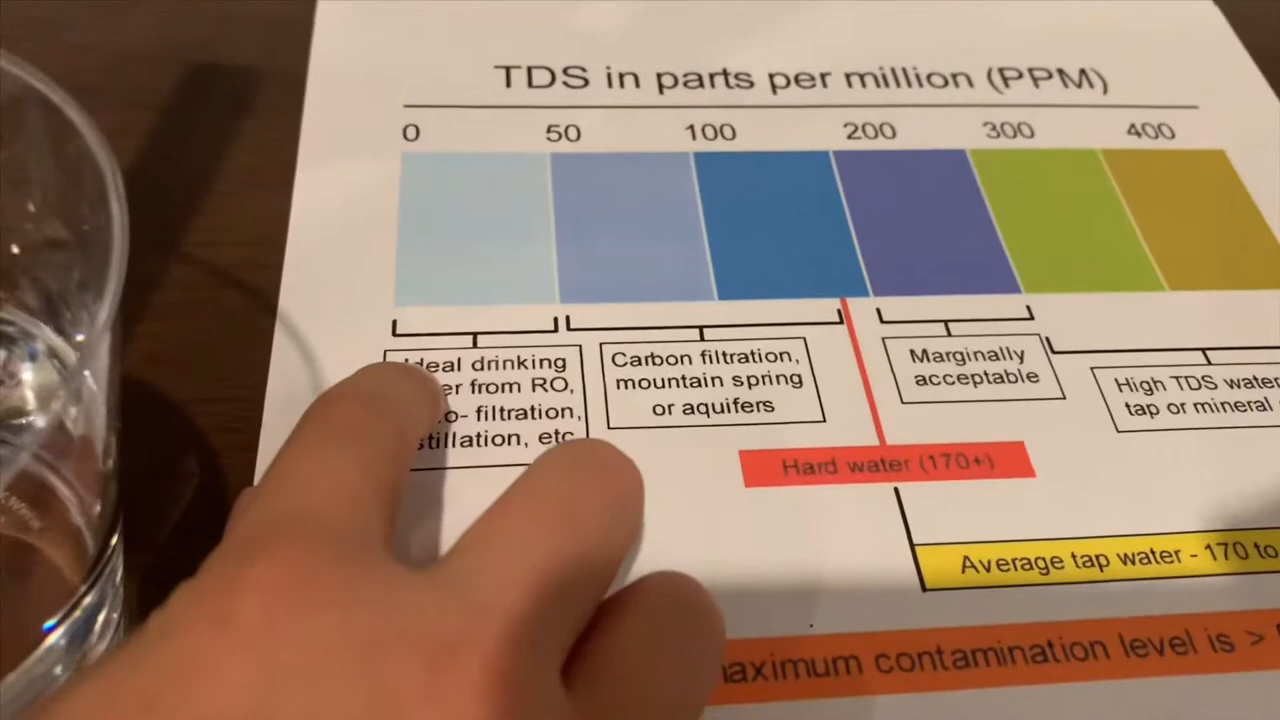 TDS in parts per million (PPM)
0 50 100 200 300 400
deal drinking
er from RO,
o- filtration,
stillation, etc
Carbon filtration,
mountain spring
or aquifers
Marginally
acceptable
High TDS water
tap or mineral
Hard water (170+)
Average tap water - 170 to
aximum contamination level is >